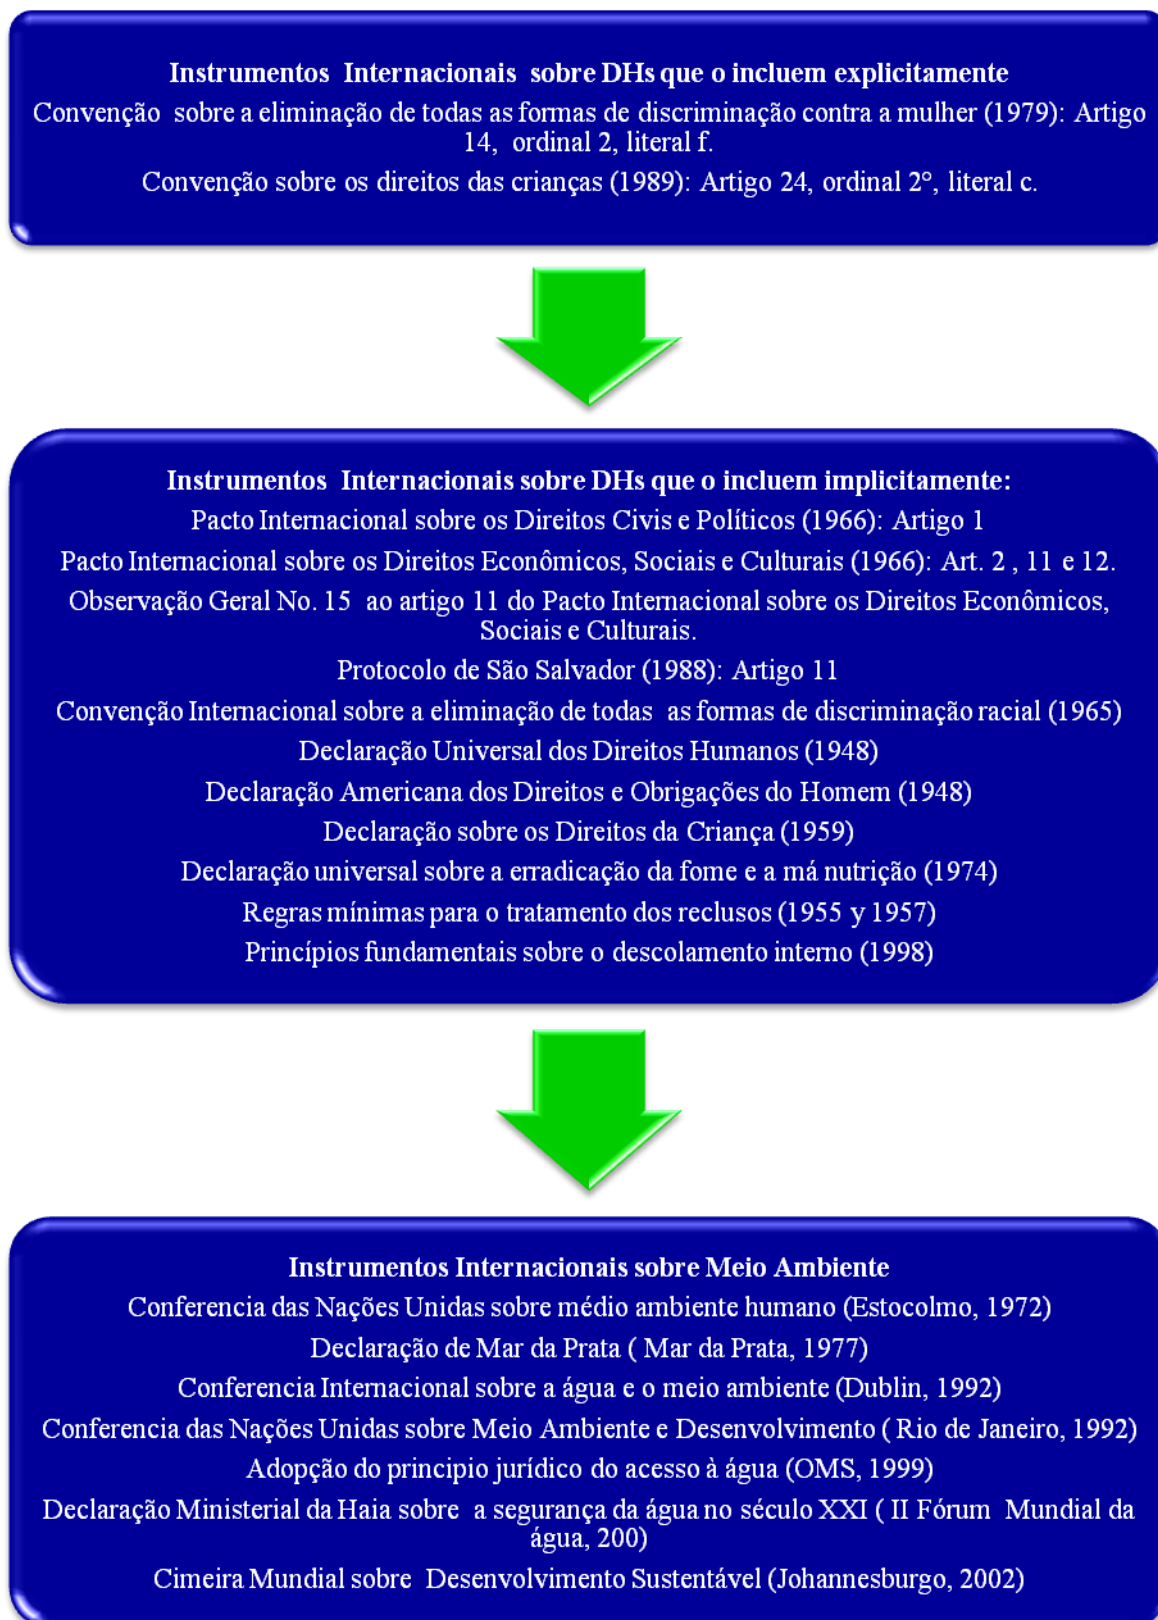 Instrumentos Internacionais sobre DHs que o incluem explicitamente
Convenção sobre a eliminação de todas as formas de discriminação contra a mulher (1979): Artigo
14, ordinal 2, literal f.
Convenção sobre os direitos das crianças (1989): Artigo 24, ordinal 2°, literal c.
Instrumentos Internacionais sobre DHs que o incluem implicitamente:
Pacto Internacional sobre os Direitos Civis e Políticos (1966): Artigo 1
Pacto Internacional sobre os Direitos Econômicos, Sociais e Culturais (1966): Art. 2 , 11 e 12.
Observação Geral No. 15 ao artigo 11 do Pacto Internacional sobre os Direitos Econômicos,
Sociais e Culturais.
Protocolo de São Salvador (1988): Artigo 11
Convenção Internacional sobre a eliminação de todas as formas de discriminação racial (1965)
Declaração Universal dos Direitos Humanos (1948)
Declaração Americana dos Direitos e Obrigações do Homem (1948)
Declaração sobre os Direitos da Criança (1959)
Declaração universal sobre a erradicação da fome e a má nutrição (1974)
Regras mínimas para o tratamento dos reclusos (1955 y 1957)
Princípios fundamentais sobre o descolamento interno (1998)
Instrumentos Internacionais sobre Meio Ambiente
Conferencia das Nações Unidas sobre médio ambiente humano (Estocolmo, 1972)
Declaração de Mar da Prata ( Mar da Prata, 1977)
Conferencia Internacional sobre a água e o meio ambiente (Dublin, 1992)
Conferencia das Nações Unidas sobre Meio Ambiente e Desenvolvimento ( Rio de Janeiro, 1992)
Adopção do principio jurídico do acesso à água (OMS, 1999)
Declaração Ministerial da Haia sobre a segurança da água no século XXI ( II Fórum Mundial da
água, 200)
Cimeira Mundial sobre Desenvolvimento Sustentável (Johannesburgo, 2002)